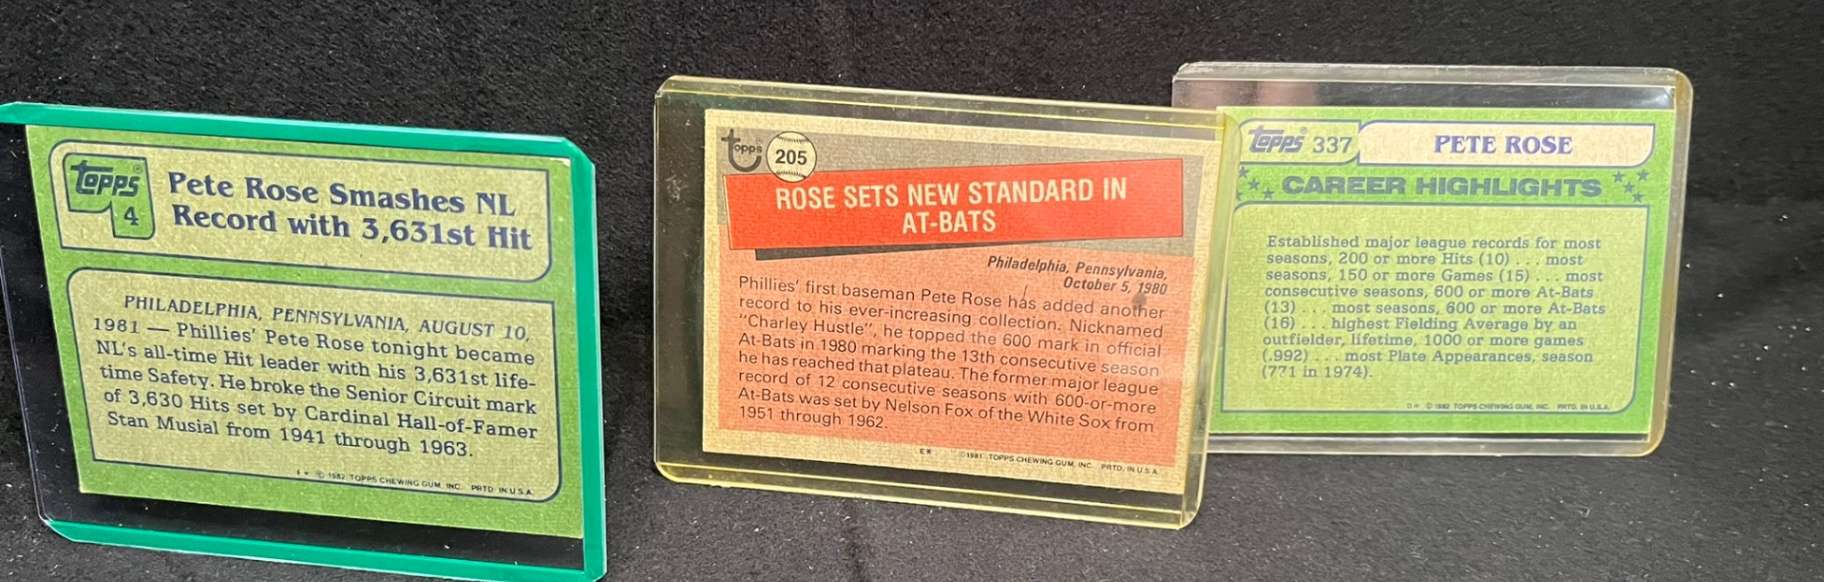 Topps
4
Pete Rose Smashes NL
Record with 3,631st Hit
PHILADELPHIA, PENNSYLVANIA, AUGUST 10,
1981 — Phillies' Pete Rose tonight became
NL's all-time Hit leader with his 3,631st life-
time Safety. He broke the Senior Circuit mark
of 3,630 Hits set by Cardinal Hall-of-Famer
Stan Musial from 1941 through 1963.
© 1982 TOPPS CHEWING GUM, INC. PRTD. IN U.S.A.
Topps
205
ROSE SETS NEW STANDARD IN
AT-BATS
Philadelphia, Pennsylvania,
October 5, 1980
Phillies' first baseman Pete Rose has added another
record to his ever-increasing collection. Nicknamed
"Charley Hustle", he topped the 600 mark in official
At-Bats in 1980 marking the 13th consecutive season
he has reached that plateau. The former major league
record of 12 consecutive seasons with 600-or-more
At-Bats was set by Nelson Fox of the White Sox from
1951 through 1962.
E* ©1981 TOPPS CHEWING GUM, INC. PRTD. IN U.S.A.
Topps 337 PETE ROSE
CAREER HIGHLIGHTS
Established major league records for most
seasons, 200 or more Hits (10) . . . most
seasons, 150 or more Games (15) . . . most
consecutive seasons, 600 or more At-Bats
(13) . . . most seasons, 600 or more At-Bats
(16) . . . highest Fielding Average by an
outfielder, lifetime, 1000 or more games
(.992) . . . most Plate Appearances, season
(771 in 1974).
© 1982 TOPPS CHEWING GUM, INC. PRTD. IN U.S.A.